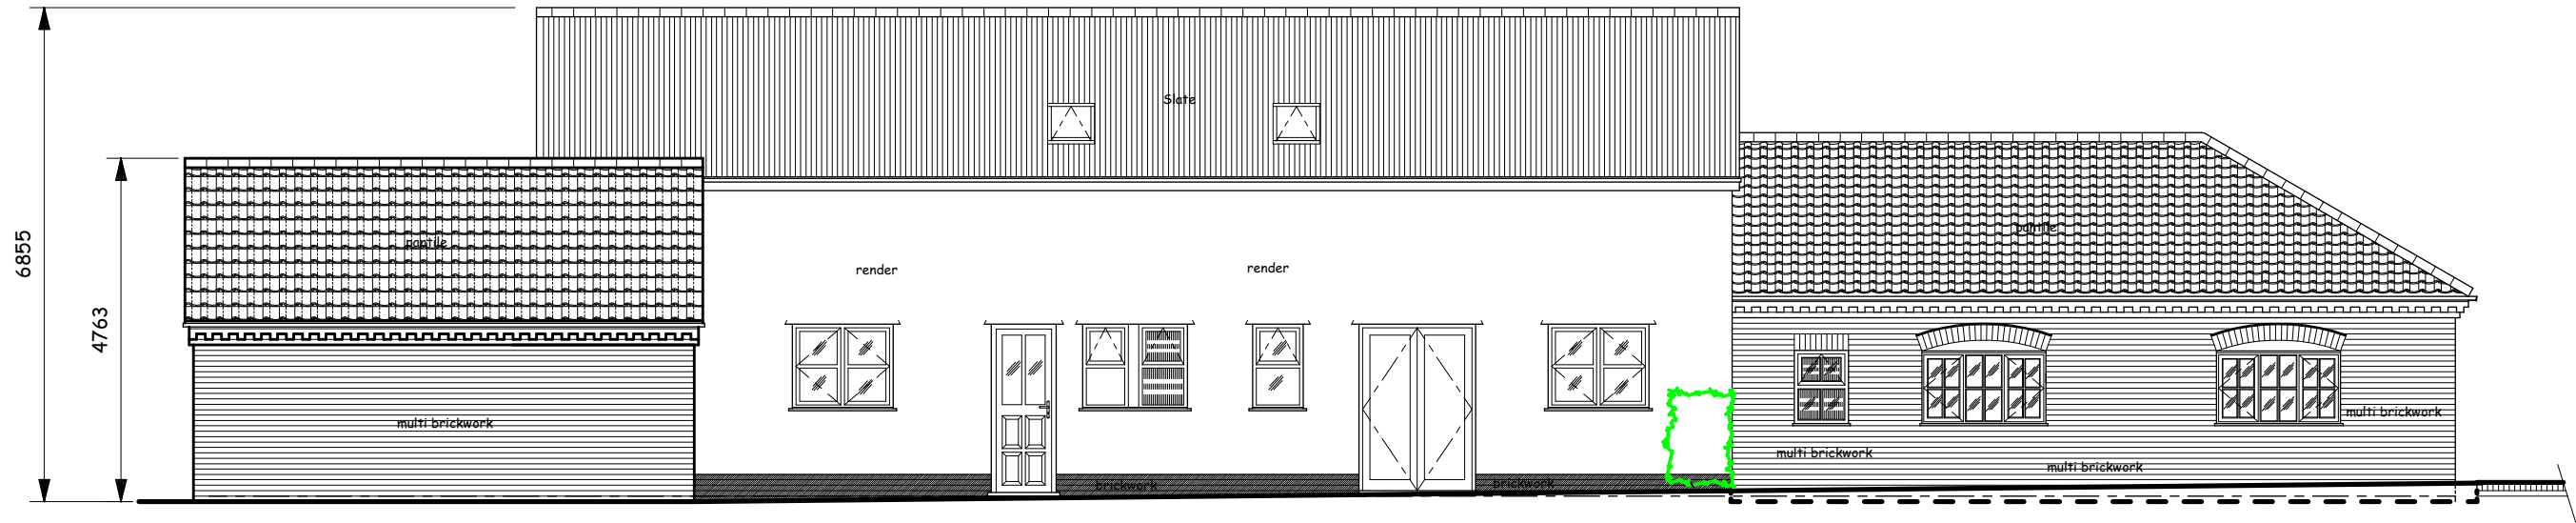 Slate
pantile
pantile
6855
render
render
4763
multi brickwork
multi brickwork
multi brickwork
multi brickwork
brickwork
brickwork